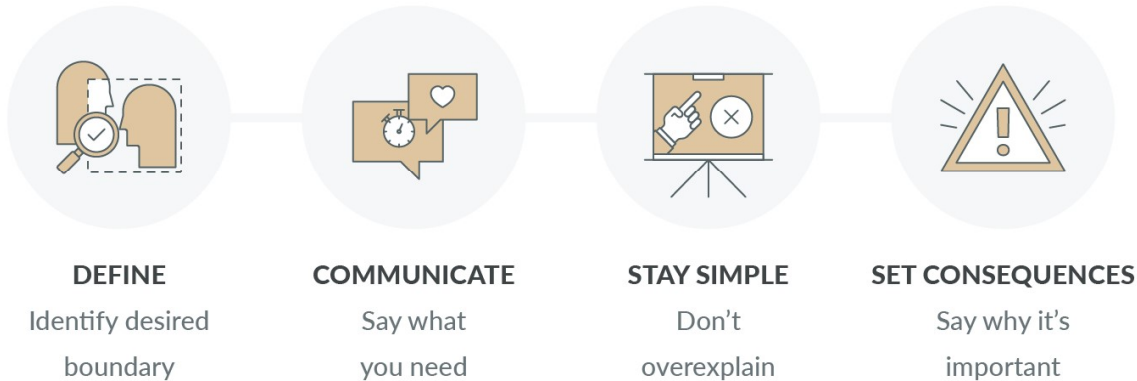 DEFINE
Identify desired
boundary
COMMUNICATE
Say what
you need
STAY SIMPLE
Don’t
overexplain
SET CONSEQUENCES
Say why it’s
important